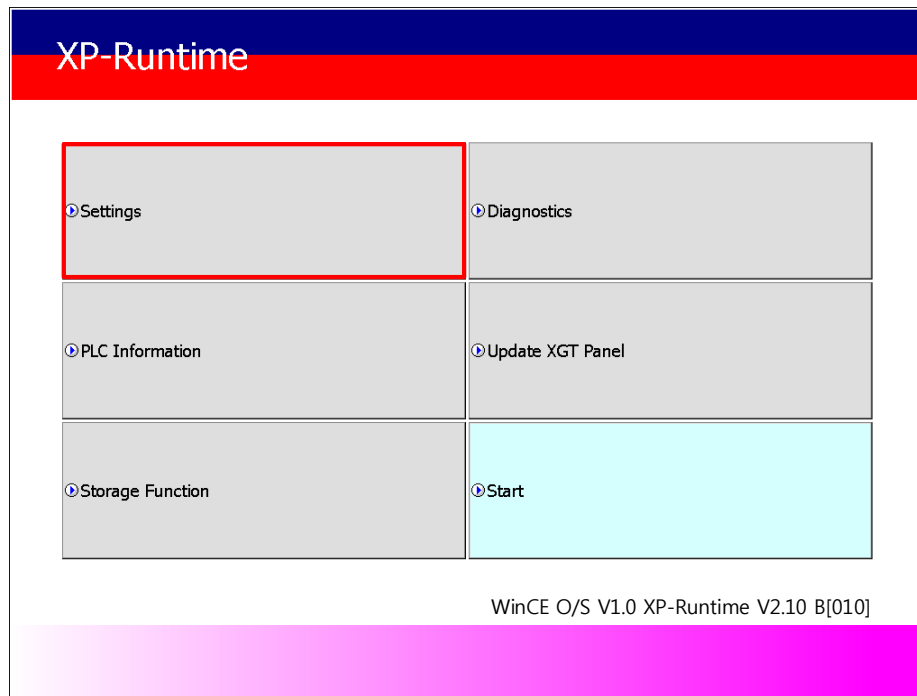 XP-Runtime
Settings
Diagnostics
PLC Information
Update XGT Panel
Storage Function
Start
WinCE O/S V1.0 XP-Runtime V2.10 B[010]